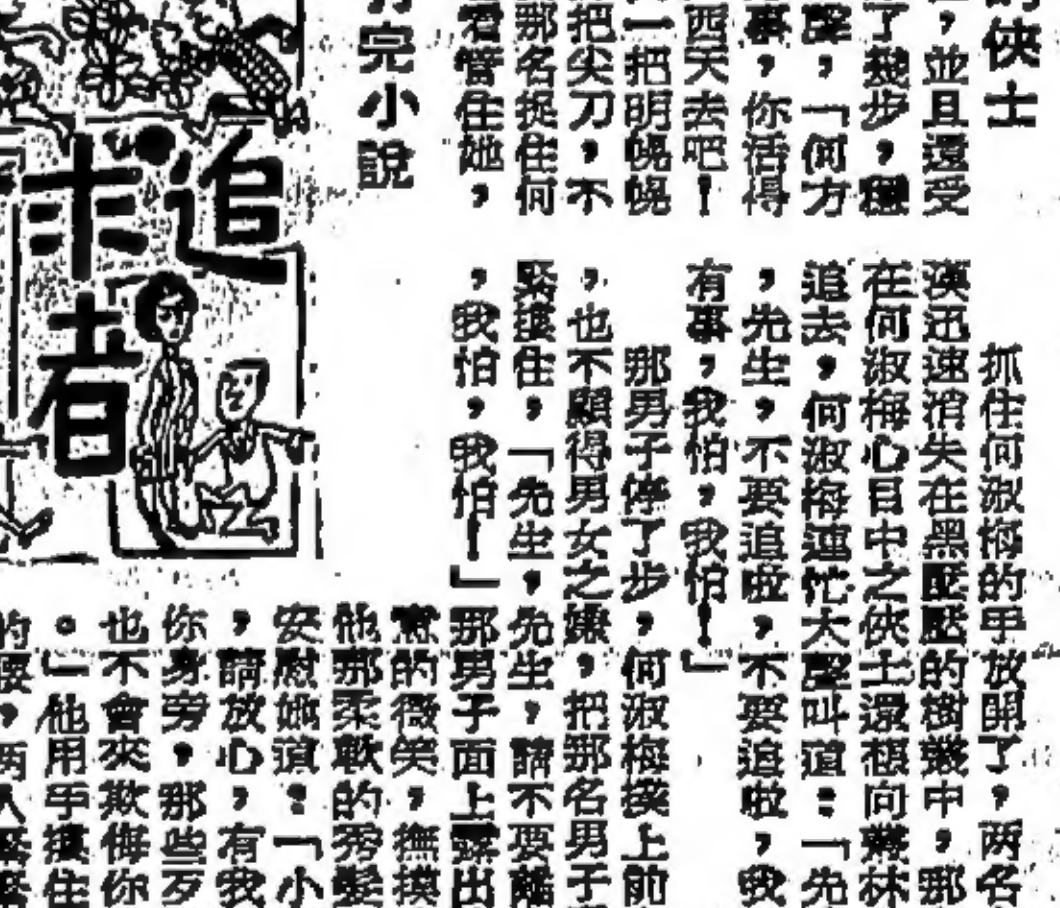 俠士
，並且還受
了幾步，穩
聲，「何方
事，你活得
西天去吧！
一把明幌幌
把尖刀，不
那名捉住何
看管住她，
完小說
追求者
抓住何淑梅的手放開了，两名
漢迅速消失在黑壓壓的樹叢中，那
在何淑梅心目中之俠士還想向叢林
追去，何淑梅連忙大聲叫道：「先
，先生，不要追啦，不要追啦，我
有事，我怕，我怕！」
那男子停了步，何淑梅撲上前
，也不顧得男女之嫌，把那名男子
緊摟住，「先生，先生，請不要離
，我怕，我怕！」那男子面上露出
意的微笑，撫摸
他那柔軟的秀髮
安慰她道：「小
，請放心，有我
你身旁，那些歹
也不會來欺侮你
。」他用手摟住
的腰，两人緊緊